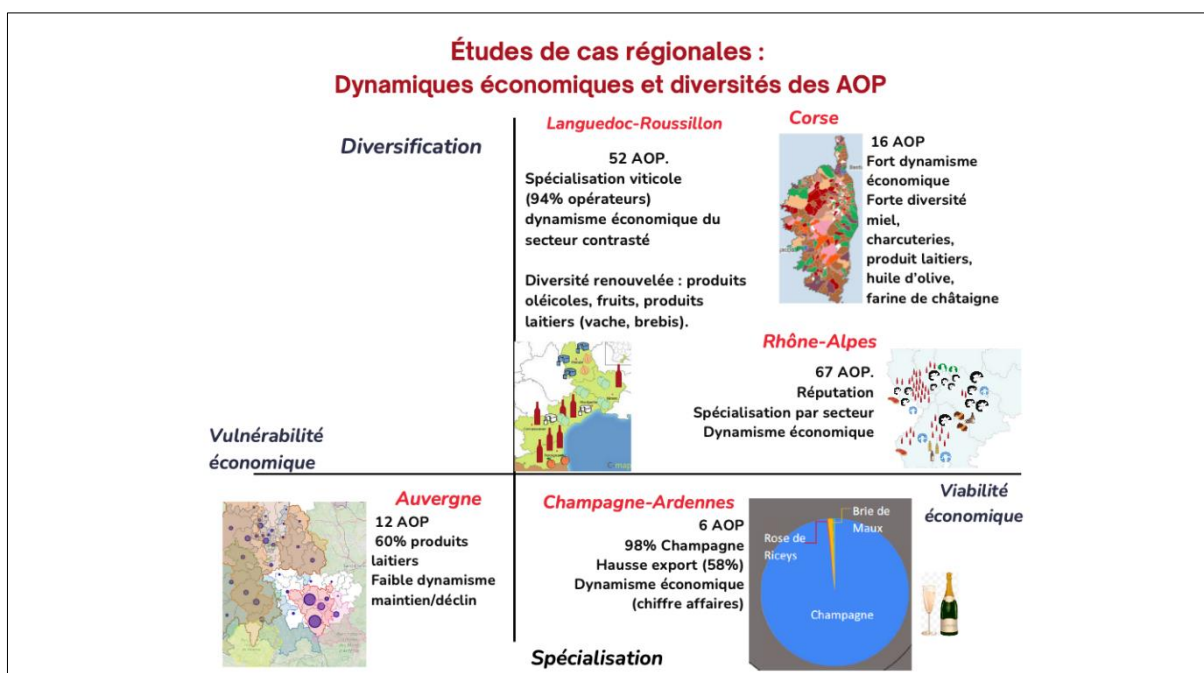 Études de cas régionales :
Dynamiques économiques et diversités des AOP
Diversification
Languedoc-Roussillon
52 AOP.
Spécialisation viticole
(94% opérateurs)
dynamisme économique du
secteur contrasté
Diversité renouvelée : produits
oléicoles, fruits, produits
laitiers (vache, brebis).
Corse
16 AOP
Fort dynamisme
économique
Forte diversité
miel,
charcuteries,
produit laitiers,
huile d'olive,
farine de châtaigne
Rhône-Alpes
67 AOP.
Réputation
Spécialisation par secteur
Dynamisme économique
Vulnérabilité
économique
Viabilité
économique
Auvergne
12 AOP
60% produits
laitiers
Faible dynamisme
maintien/déclin
Champagne-Ardennes
6 AOP
98% Champagne
Hausse export (58%)
Dynamisme économique
(chiffre affaires)
Brie de
Maux
Rose de
Riceys
Champagne
Spécialisation